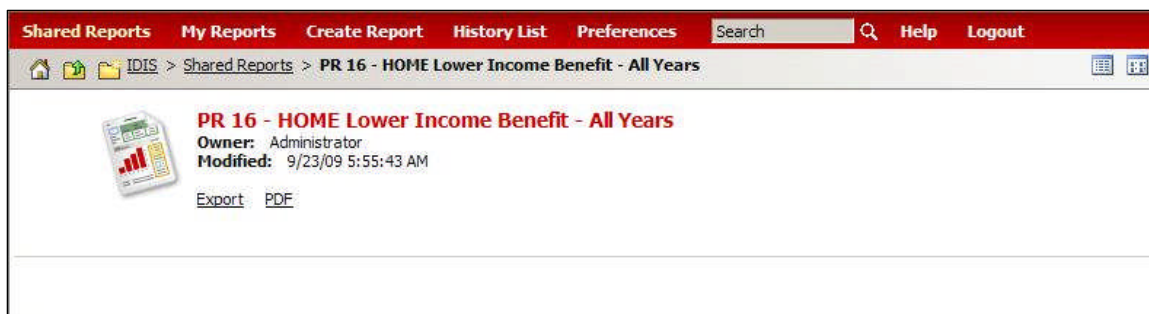 Shared Reports My Reports Create Report History List Preferences Search Help Logout
IDIS > Shared Reports > PR 16 - HOME Lower Income Benefit - All Years
PR 16 - HOME Lower Income Benefit - All Years
Owner: Administrator
Modified: 9/23/09 5:55:43 AM
Export PDF